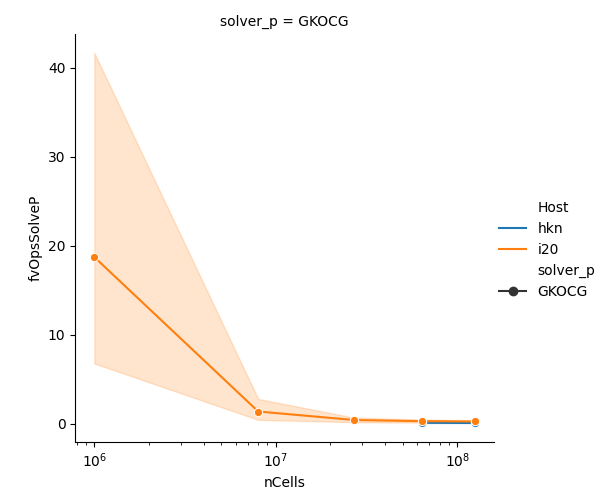 solver_p = GKOCG
fvOpsSolveP
40
30
20
10
0
10^6
10^7
10^8
nCells
Host
hkn
i20
solver_p
GKOCG